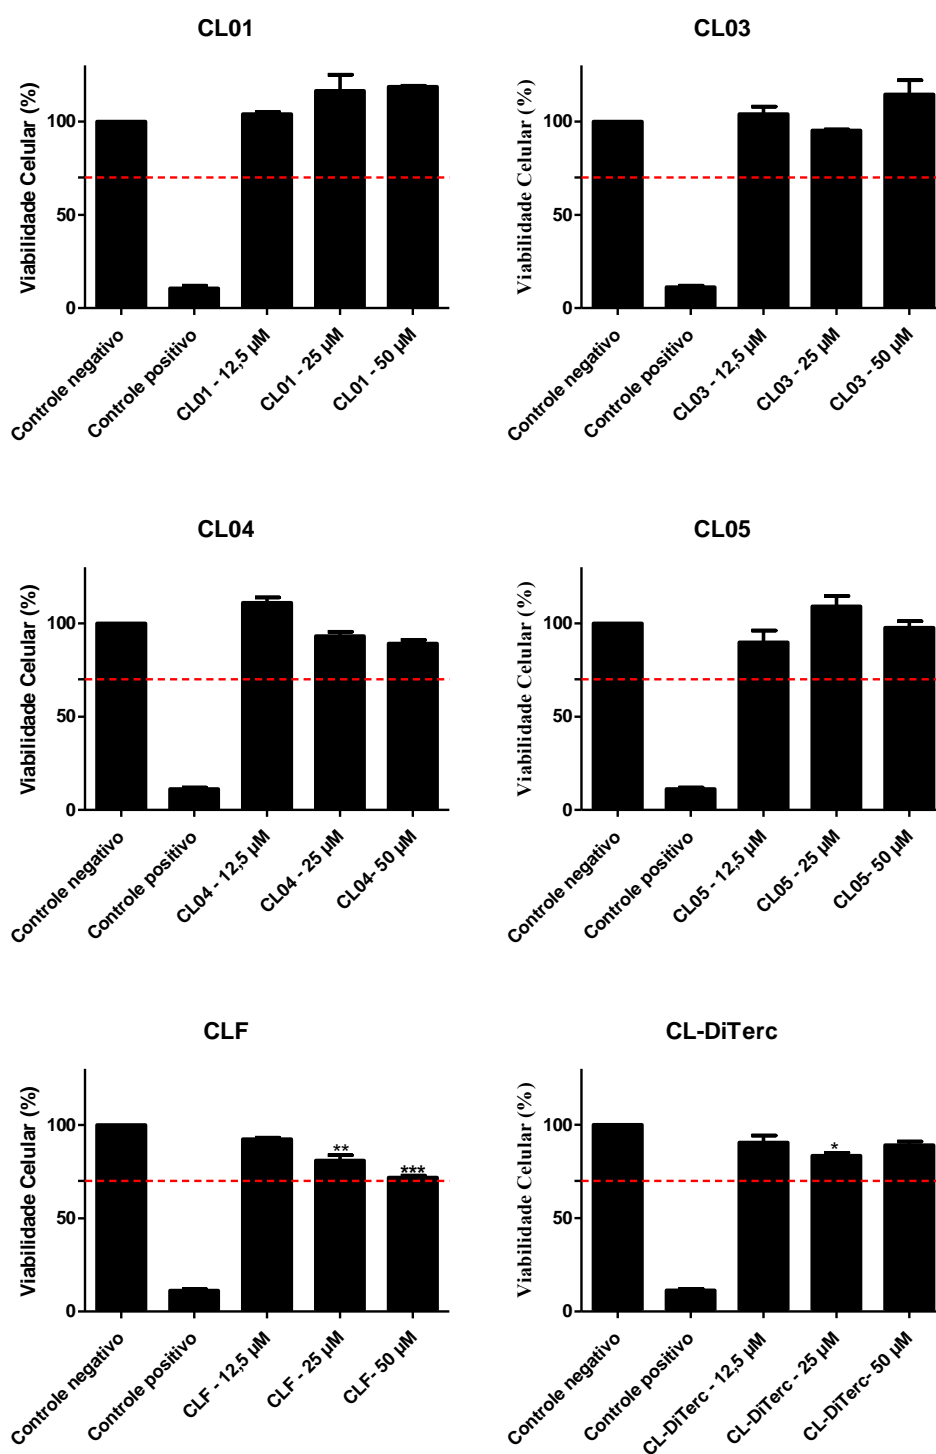 CL01
Viabilidade Celular (%)
100
50
0
Controle negativo
Controle positivo
CL01 - 12,5 µM
CL01 - 25 µM
CL01 - 50 µM
CL03
Viabilidade Celular (%)
100
50
0
Controle negativo
Controle positivo
CL03 - 12,5 µM
CL03 - 25 µM
CL03 - 50 µM
CL04
Viabilidade Celular (%)
100
50
0
Controle negativo
Controle positivo
CL04 - 12,5 µM
CL04 - 25 µM
CL04- 50 µM
CL05
Viabilidade Celular (%)
100
50
0
Controle negativo
Controle positivo
CL05 - 12,5 µM
CL05 - 25 µM
CL05- 50 µM
CLF
Viabilidade Celular (%)
100
50
0
**
***
Controle negativo
Controle positivo
CLF - 12,5 µM
CLF - 25 µM
CLF- 50 µM
CL-DiTerc
Viabilidade Celular (%)
100
50
0
*
Controle negativo
Controle positivo
CL-DiTerc - 12,5 µM
CL-DiTerc - 25 µM
CL-DiTerc- 50 µM